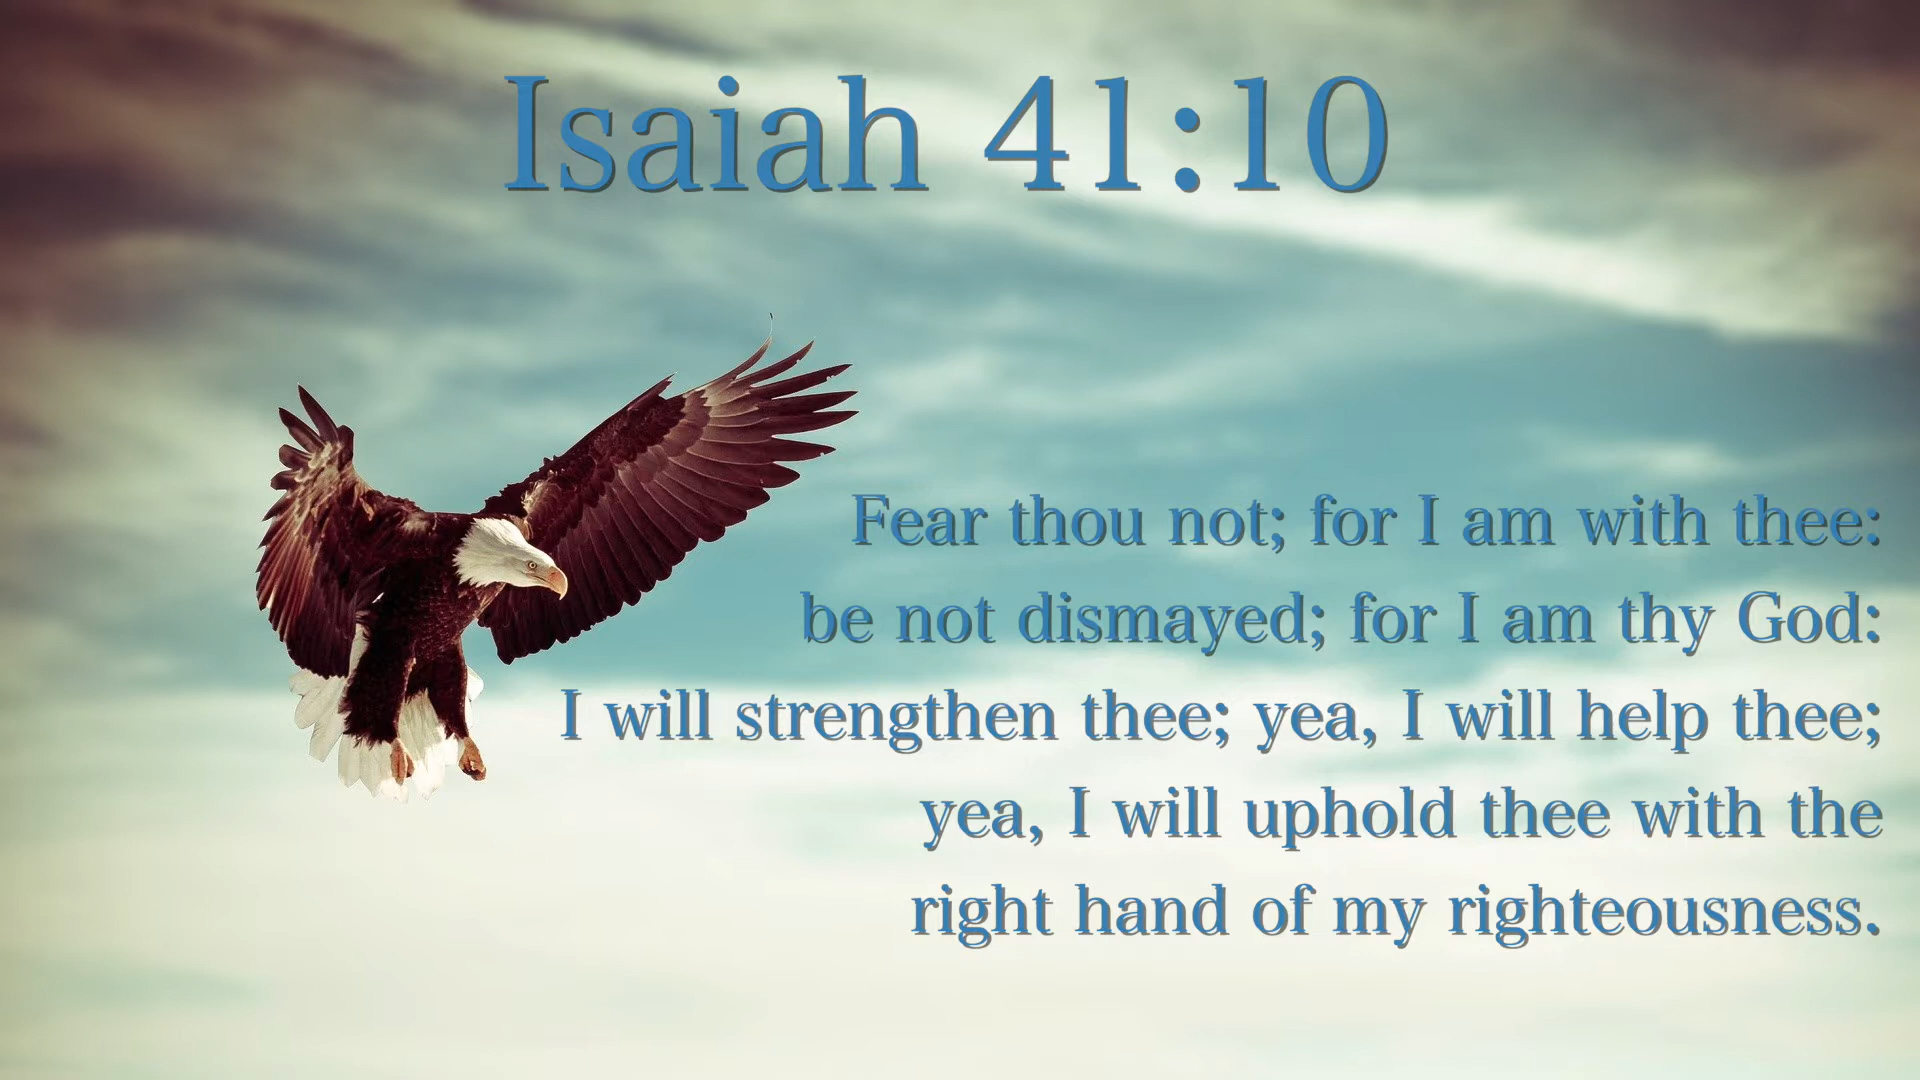 Isaiah 41:10
Fear thou not; for I am with thee:
be not dismayed; for I am thy God:
I will strengthen thee; yea, I will help thee;
yea, I will uphold thee with the
right hand of my righteousness.